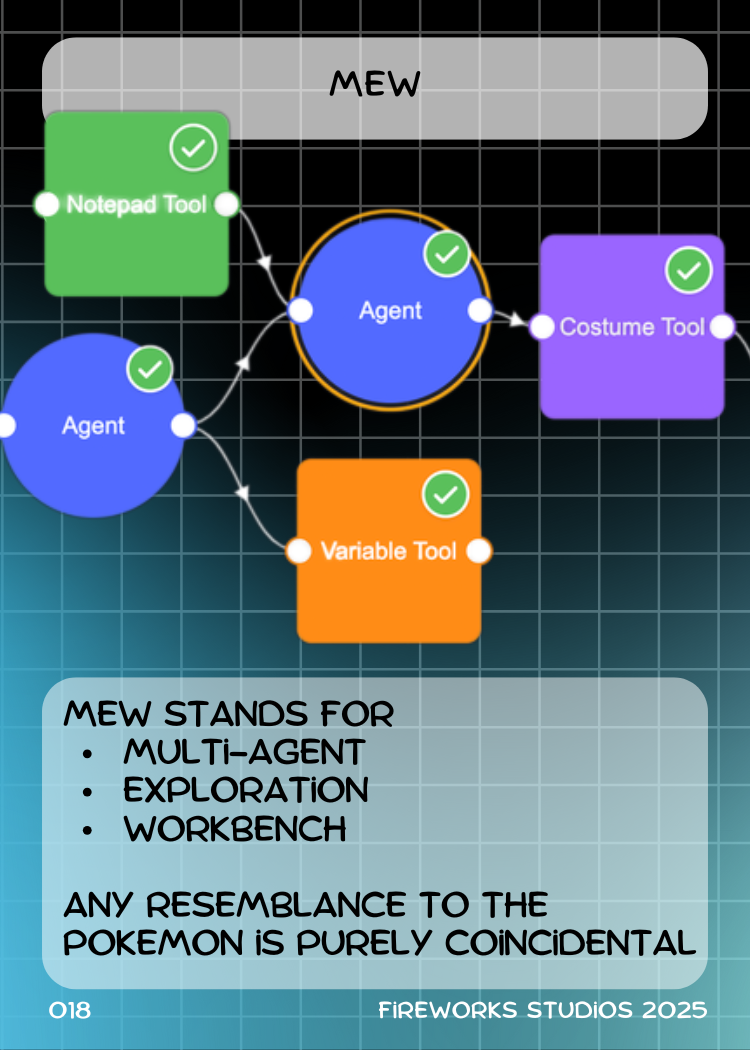 MEW
Notepad Tool
Agent
Costume Tool
Agent
Variable Tool
MEW STANDS FOR
• MULTi-AGENT
• EXPLORATiON
• WORKBENCH
ANY RESEMBLANCE TO THE
POKEMON iS PURELY COiNCiDENTAL
018
FiREWORKS STUDiOS 2025